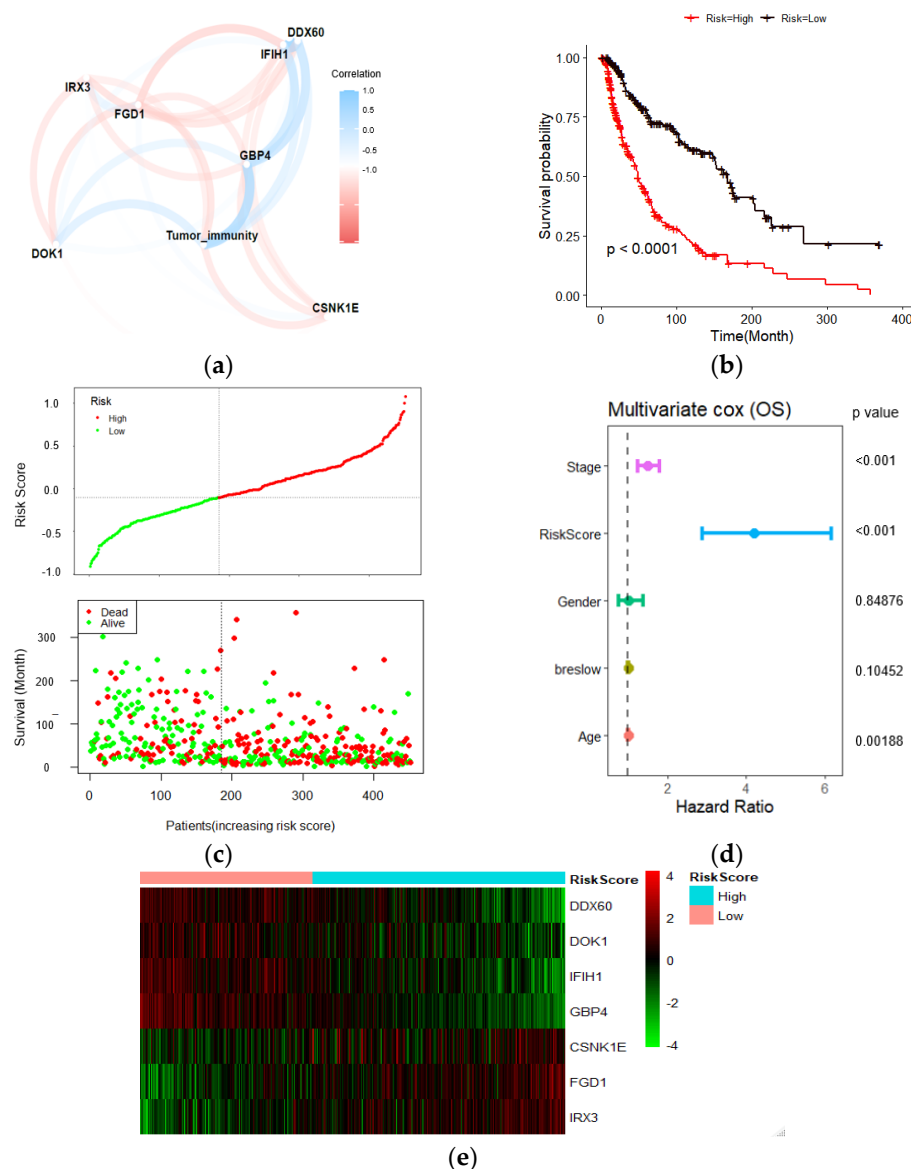 DDX60
IFIH1
IRX3
FGD1
GBP4
Tumor_immunity
DOK1
CSNK1E
Correlation
1.0
0.5
0.0
-0.5
-1.0
(a)
Risk=High Risk=Low
Survival probability
1.00
0.75
0.50
0.25
0.00
p < 0.0001
0 100 200 300 400
Time(Month)
(b)
Risk
High
Low
Risk Score
1.0
0.5
0.0
-0.5
-1.0
Dead
Alive
Survival (Month)
300
200
100
0
0 100 200 300 400
Patients(increasing risk score)
(c)
Multivariate cox (OS) p value
Stage <0.001
RiskScore <0.001
Gender 0.84876
breslow 0.10452
Age 0.00188
2 4 6
Hazard Ratio
(d)
RiskScore
DDX60
DOK1
IFIH1
GBP4
CSNK1E
FGD1
IRX3
4
2
0
-2
-4
RiskScore
High
Low
(e)